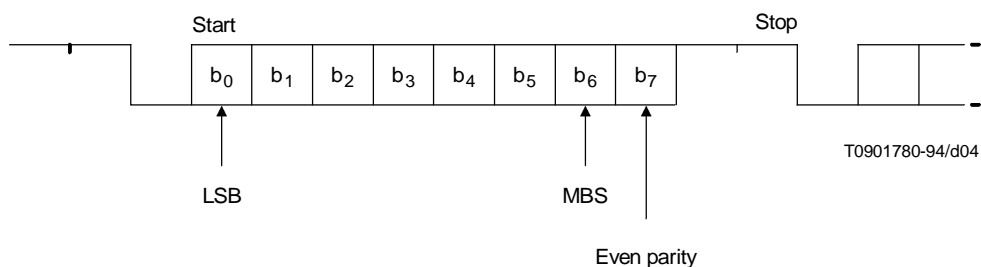 Start Stop
b0 b1 b2 b3 b4 b5 b6 b7
T0901780-94/d04
LSB MBS
Even parity